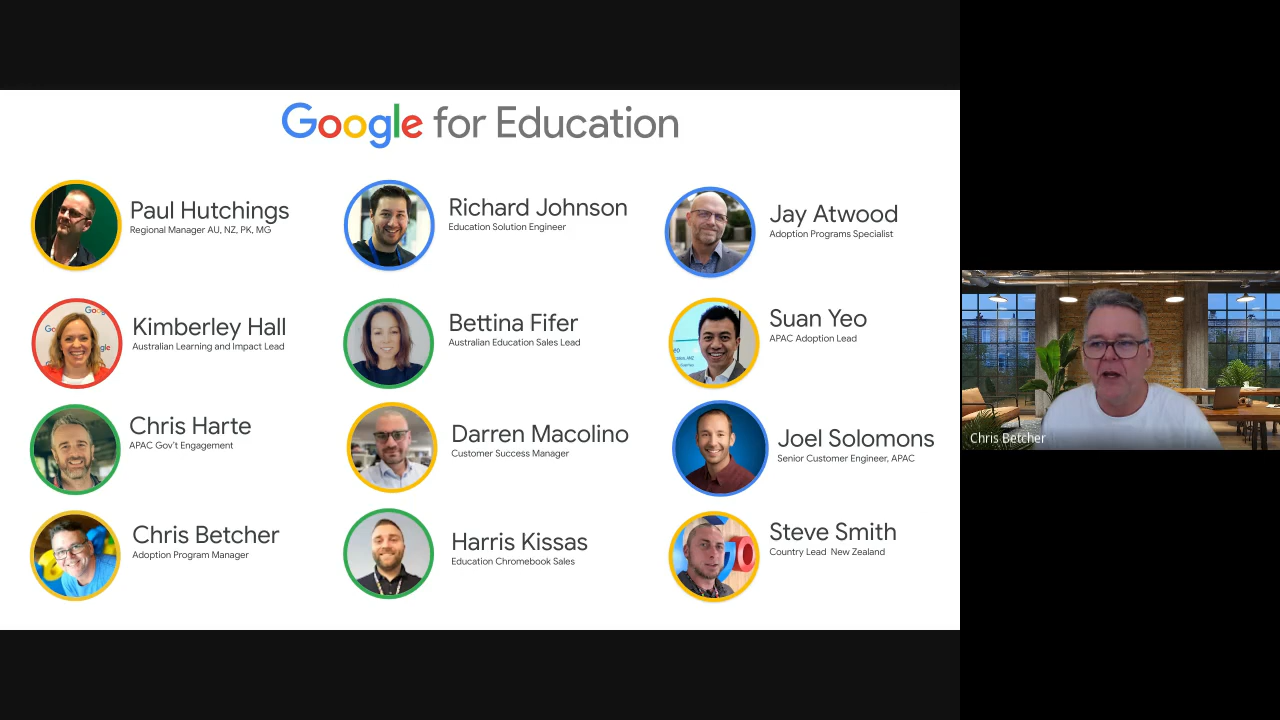 Google for Education
Paul Hutchings
Regional Manager AU, NZ, PK, MG
Richard Johnson
Education Solution Engineer
Jay Atwood
Adoption Programs Specialist
Kimberley Hall
Australian Learning and Impact Lead
Bettina Fifer
Australian Education Sales Lead
Suan Yeo
APAC Adoption Lead
Chris Harte
APAC Gov't Engagement
Darren Macolino
Customer Success Manager
Joel Solomons
Senior Customer Engineer, APAC
Chris Betcher
Adoption Program Manager
Harris Kissas
Education Chromebook Sales
Steve Smith
Country Lead New Zealand
Chris Betcher